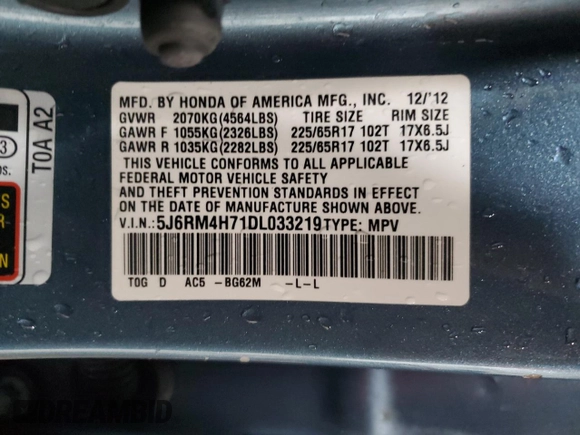 MFD. BY HONDA OF AMERICA MFG., INC. 12/'12
GVWR 2070KG(4564LBS) TIRE SIZE RIM SIZE
GAWR F 1055KG(2326LBS) 225/65R17 102T 17X6.5J
GAWR R 1035KG(2282LBS) 225/65R17 102T 17X6.5J
THIS VEHICLE CONFORMS TO ALL APPLICABLE
FEDERAL MOTOR VEHICLE SAFETY
AND THEFT PREVENTION STANDARDS IN EFFECT
ON THE DATE OF MANUFACTURE SHOWN ABOVE.
V.I.N.: 5J6RM4H71DL033219 TYPE: MPV
T0G D AC5 -BG62M -L-L
T0A A2
3
DREAMBID